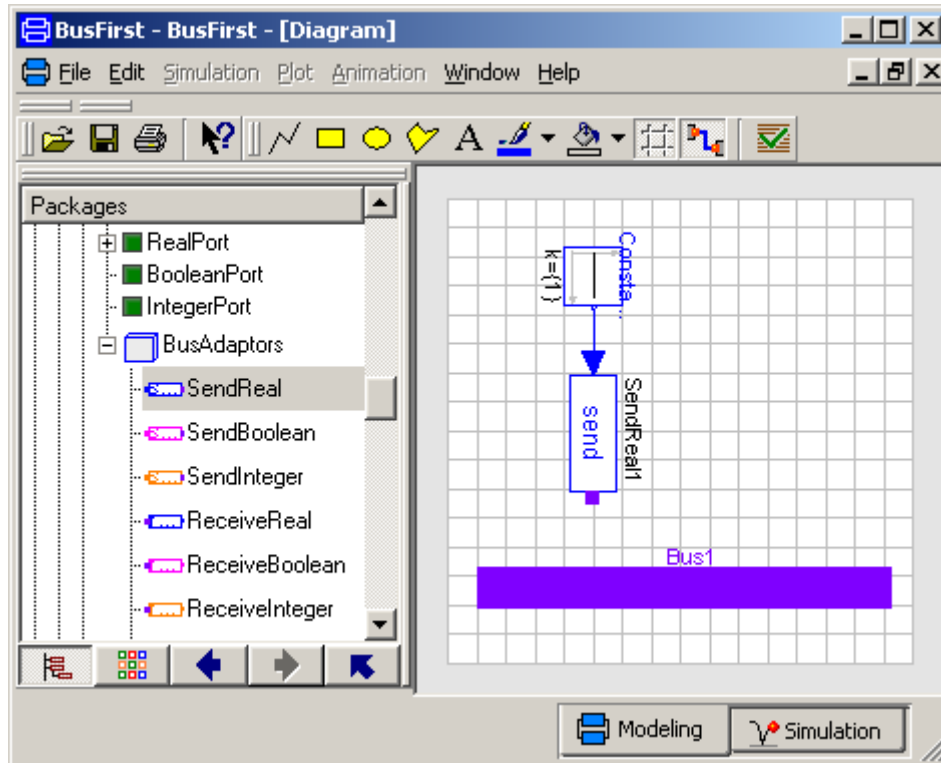 BusFirst - BusFirst - [Diagram]
File Edit Simulation Plot Animation Window Help
A
Packages
RealPort
BooleanPort
IntegerPort
BusAdaptors
SendReal
SendBoolean
SendInteger
ReceiveReal
ReceiveBoolean
ReceiveInteger
Consta...
k={1}
send
SendReal1
Bus1
Modeling
Simulation